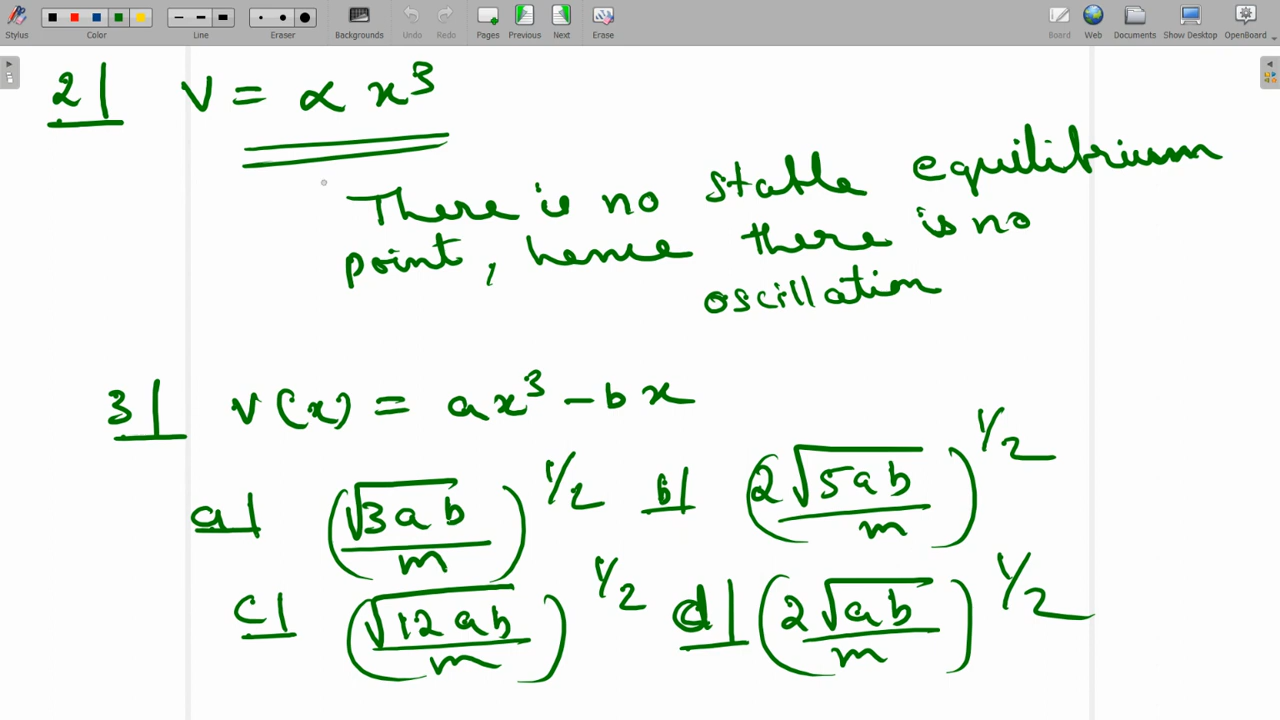 Stylus Color Line Eraser Backgrounds Undo Redo Pages Previous Next Erase Board Web Documents Show Desktop OpenBoard
2| V = αx³
There is no stable equilibrium
point, hence there is no
oscillation
3| V(x) = ax³ - bx
a| (√3ab/m)^1/2 b| (2√5ab/m)^1/2
c| (√12ab/m)^1/2 d| (2√ab/m)^1/2